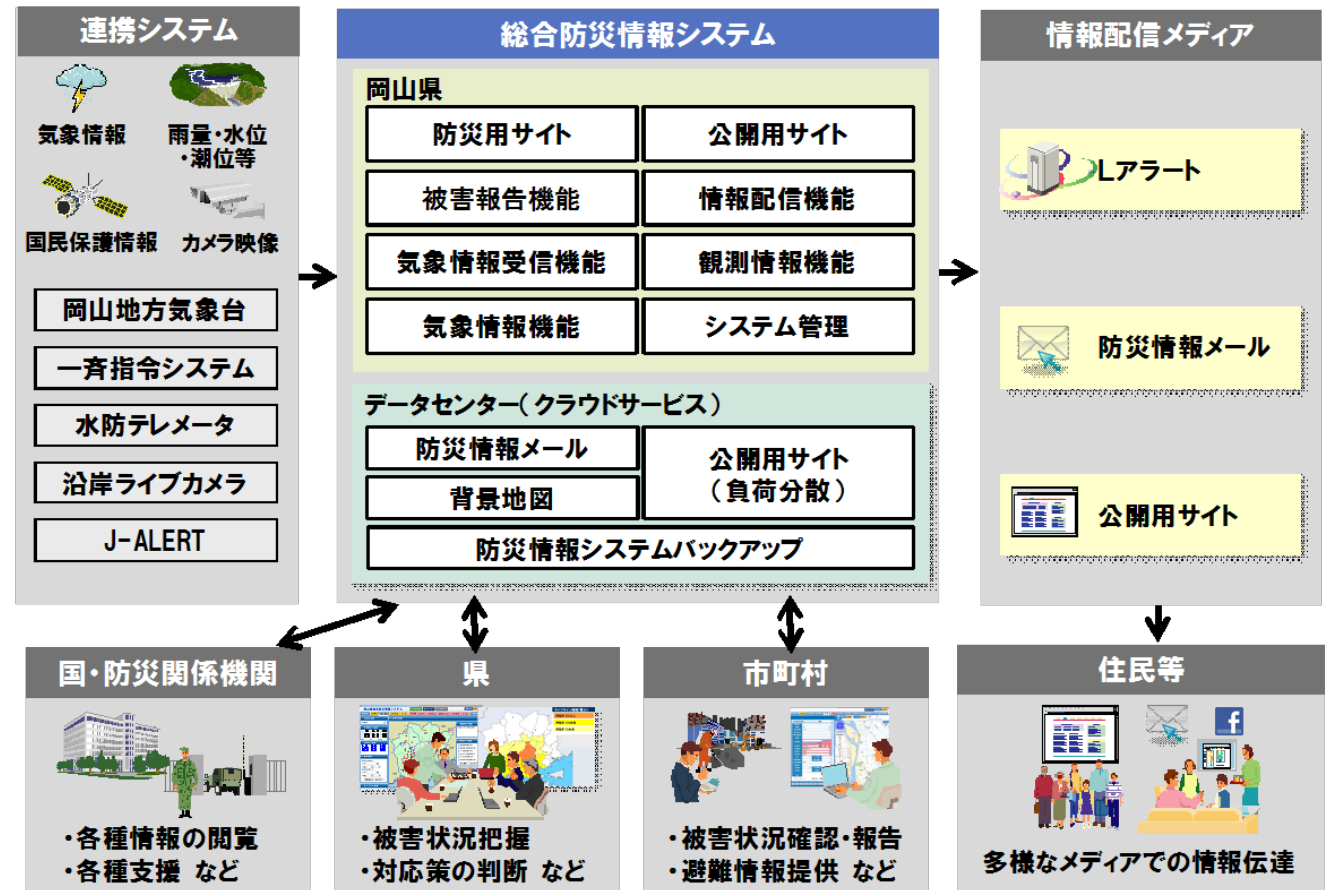 連携システム
気象情報
雨量・水位
・潮位等
国民保護情報
カメラ映像
岡山地方気象台
一斉指令システム
水防テレメータ
沿岸ライブカメラ
J-ALERT
総合防災情報システム
岡山県
防災用サイト
公開用サイト
被害報告機能
情報配信機能
気象情報受信機能
観測情報機能
気象情報機能
システム管理
データセンター(クラウドサービス)
防災情報メール
背景地図
公開用サイト
(負荷分散)
防災情報システムバックアップ
情報配信メディア
Lアラート
防災情報メール
公開用サイト
国・防災関係機関
・各種情報の閲覧
・各種支援 など
県
・被害状況把握
・対応策の判断 など
市町村
・被害状況確認・報告
・避難情報提供 など
住民等
f
多様なメディアでの情報伝達